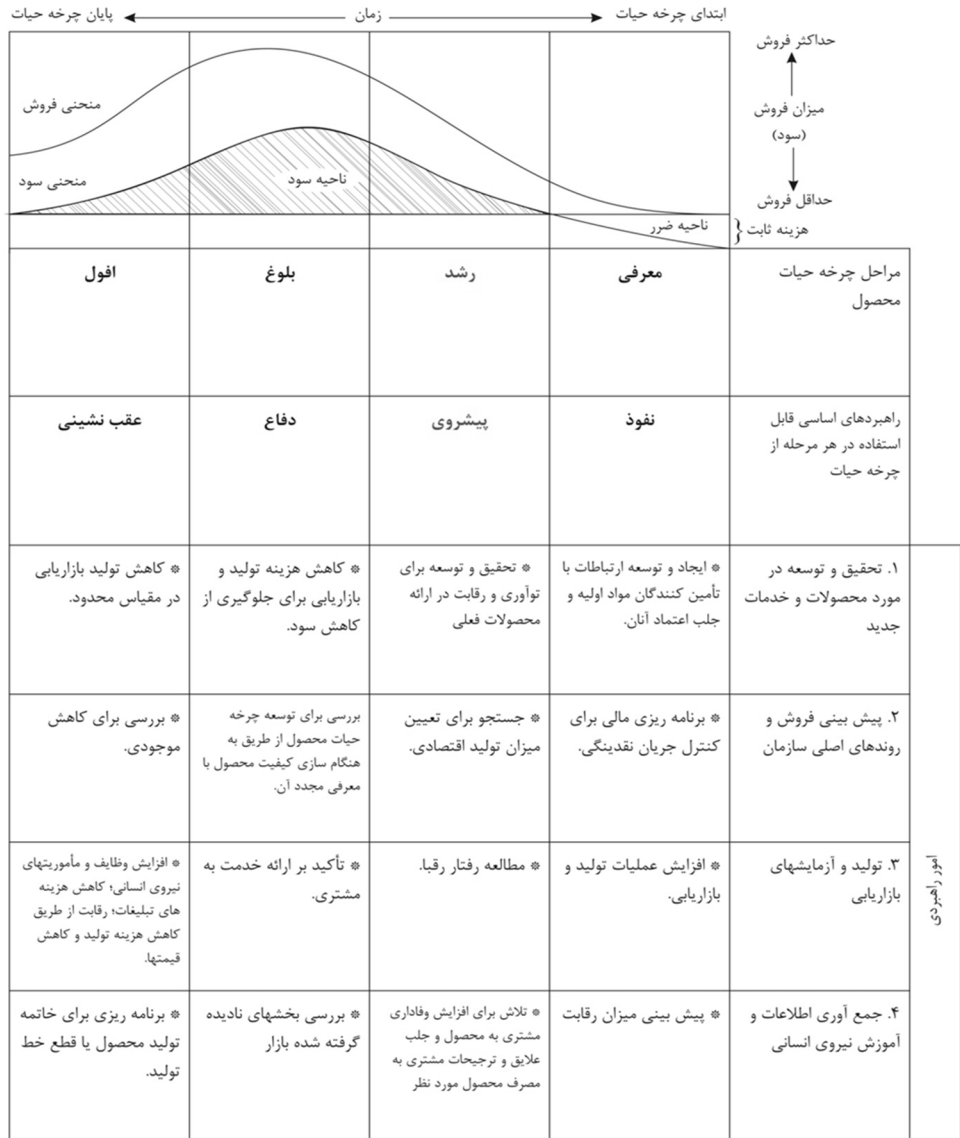 ابتدای چرخه حیات
زمان
پایان چرخه حیات
حداکثر فروش
میزان فروش
(سود)
حداقل فروش
هزینه ثابت
منحنی فروش
منحنی سود
ناحیه سود
ناحیه ضرر
مراحل چرخه حیات
محصول
معرفی
رشد
بلوغ
افول
راهبردهای اساسی قابل
استفاده در هر مرحله از
چرخه حیات
نفوذ
پیشروی
دفاع
عقب نشینی
امور راهبردی
۱. تحقیق و توسعه در
مورد محصولات و خدمات
جدید
* ایجاد و توسعه ارتباطات با
تأمین کنندگان مواد اولیه و
جلب اعتماد آنان.
* تحقیق و توسعه برای
توآوری و رقابت در ارائه
محصولات فعلی
* کاهش هزینه تولید و
بازاریابی برای جلوگیری از
کاهش سود.
* کاهش تولید بازاریابی
در مقیاس محدود.
۲. پیش بینی فروش و
روندهای اصلی سازمان
* برنامه ریزی مالی برای
کنترل جریان نقدینگی.
* جستجو برای تعیین
میزان تولید اقتصادی.
بررسی برای توسعه چرخه
حیات محصول از طریق به
هنگام سازی کیفیت محصول با
معرفی مجدد آن.
* بررسی برای کاهش
موجودی.
۳. تولید و آزمایشهای
بازاریابی
* افزایش عملیات تولید و
بازاریابی.
* مطالعه رفتار رقبا.
* تأکید بر ارائه خدمت به
مشتری.
* افزایش وظایف و مأموریتهای
نیروی انسانی؛ کاهش هزینه
های تبلیغات؛ رقابت از طریق
کاهش هزینه تولید و کاهش
قیمتها.
۴. جمع آوری اطلاعات و
آموزش نیروی انسانی
* پیش بینی میزان رقابت
* تلاش برای افزایش وفاداری
مشتری به محصول و جلب
علایق و ترجیحات مشتری به
مصرف محصول مورد نظر
* بررسی بخشهای نادیده
گرفته شده بازار
* برنامه ریزی برای خاتمه
تولید محصول یا قطع خط
تولید.